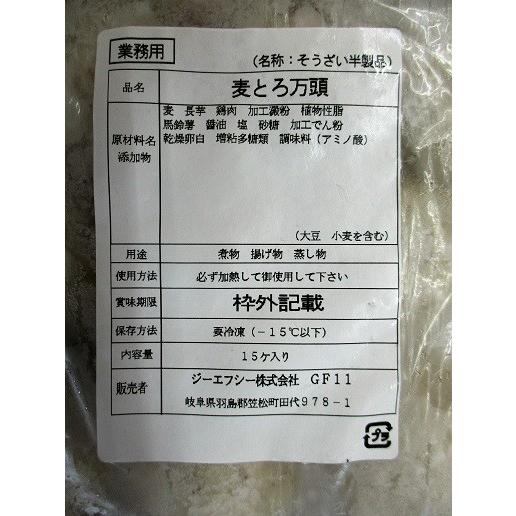 業務用
(名称：そうざい半製品)
品名 麦とろ万頭
原材料名 添加物
麦 長芋 鶏肉 加工澱粉 植物性脂
馬鈴薯 醤油 塩 砂糖 加工でん粉
乾燥卵白 増粘多糖類 調味料（アミノ酸）
（大豆 小麦を含む）
用途 煮物 揚げ物 蒸し物
使用方法 必ず加熱して御使用して下さい
賞味期限 枠外記載
保存方法 要冷凍（－１５℃以下）
内容量 １５ケ入り
販売者 ジーエフシー株式会社 ＧＦ１１
岐阜県羽島郡笠松町田代９７８－１
プラ